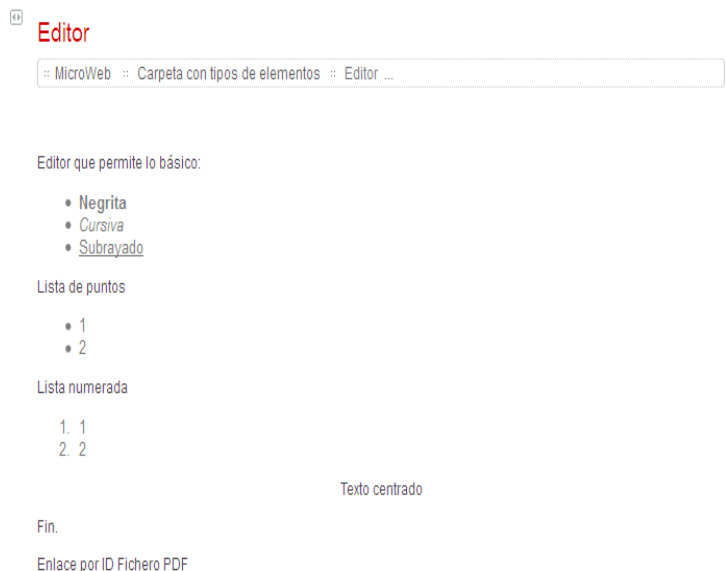 Editor
:: MicroWeb :: Carpeta con tipos de elementos :: Editor ...
Editor que permite lo básico:
• Negrita
• Cursiva
• Subrayado
Lista de puntos
• 1
• 2
Lista numerada
1. 1
2. 2
Texto centrado
Fin.
Enlace por ID Fichero PDF